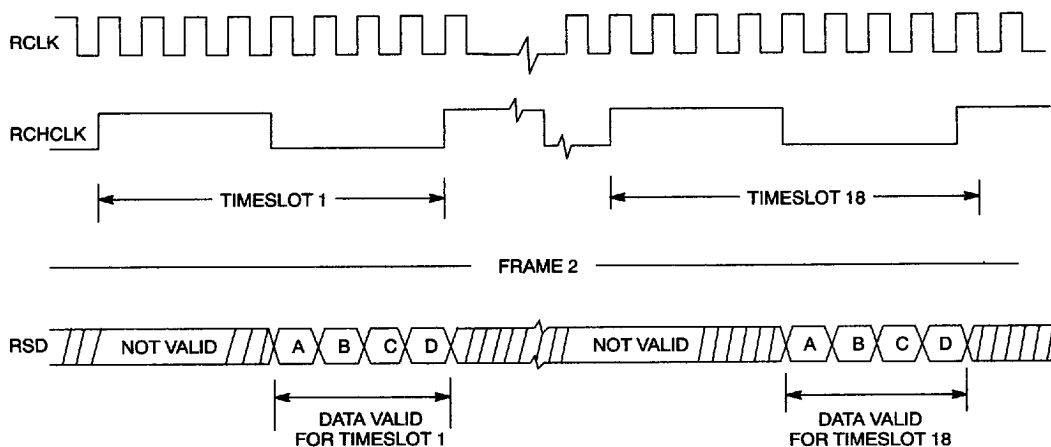 RCLK
RCHCLK
TIMESLOT 1
TIMESLOT 18
FRAME 2
RSD
NOT VALID
A
B
C
D
NOT VALID
A
B
C
D
DATA VALID
FOR TIMESLOT 1
DATA VALID
FOR TIMESLOT 18